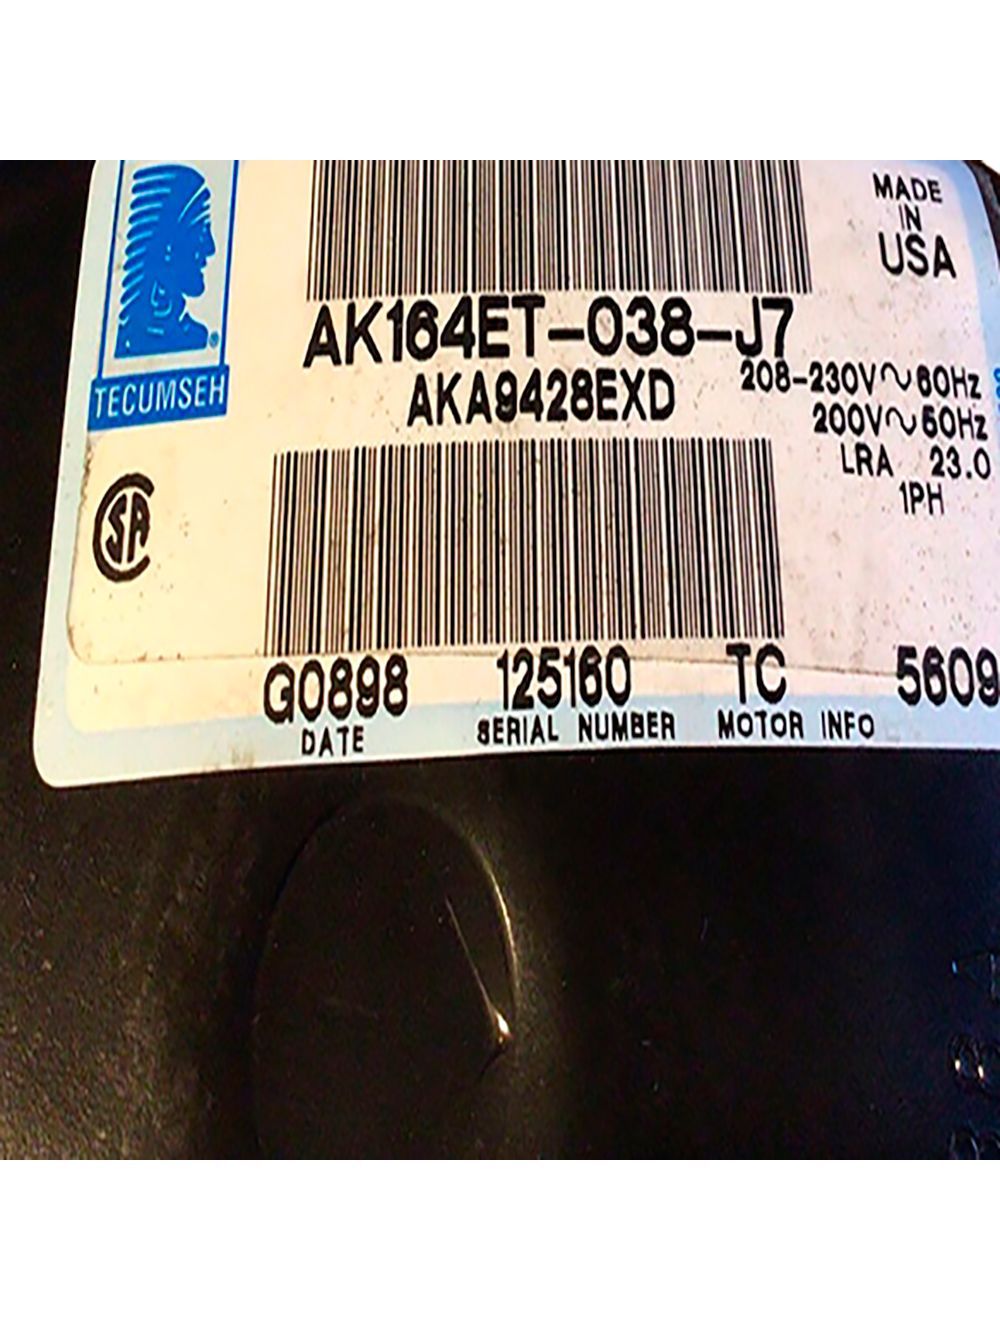 MADE
IN
USA
AK164ET-038-J7
TECUMSEH
AKA9428EXD
208-230V~60Hz
200V~50Hz
LRA 23.0
1PH
SA
G0898 125160 TC 5609
DATE SERIAL NUMBER MOTOR INFO